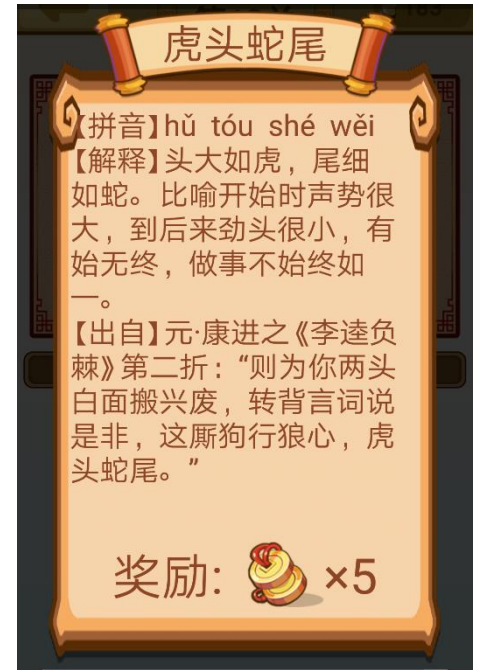 虎头蛇尾
【拼音】hǔ tóu shé wěi
【解释】头大如虎，尾细
如蛇。比喻开始时声势很
大，到后来劲头很小，有
始无终，做事不始终如
一。
【出自】元·康进之《李逵负
棘》第二折：“则为你两头
白面搬兴废，转背言词说
是非，这厮狗行狼心，虎
头蛇尾。”
奖励: ×5